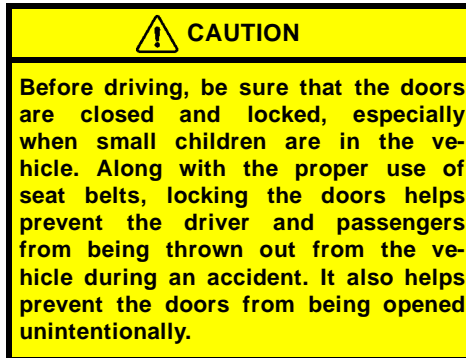 CAUTION
Before driving, be sure that the doors
are closed and locked, especially
when small children are in the ve-
hicle. Along with the proper use of
seat belts, locking the doors helps
prevent the driver and passengers
from being thrown out from the ve-
hicle during an accident. It also helps
prevent the doors from being opened
unintentionally.